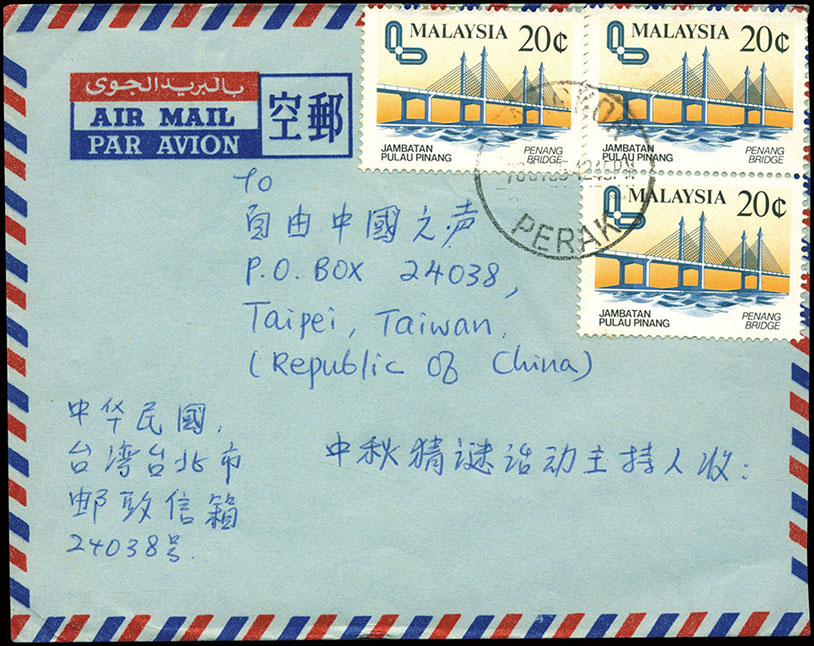 بالبريد الجوي
AIR MAIL
PAR AVION
空郵
MALAYSIA 20¢
JAMBATAN
PULAU PINANG
PENANG
BRIDGE
MALAYSIA 20¢
JAMBATAN
PULAU PINANG
PENANG
BRIDGE
MALAYSIA 20¢
JAMBATAN
PULAU PINANG
PENANG
BRIDGE
PERAK
To
自由中國之声
P.O. BOX 24038,
Taipei, Taiwan.
(Republic of China)
中华民國,
台湾台北市
邮政信箱
24038号.
中秋猜谜活动主持人收: